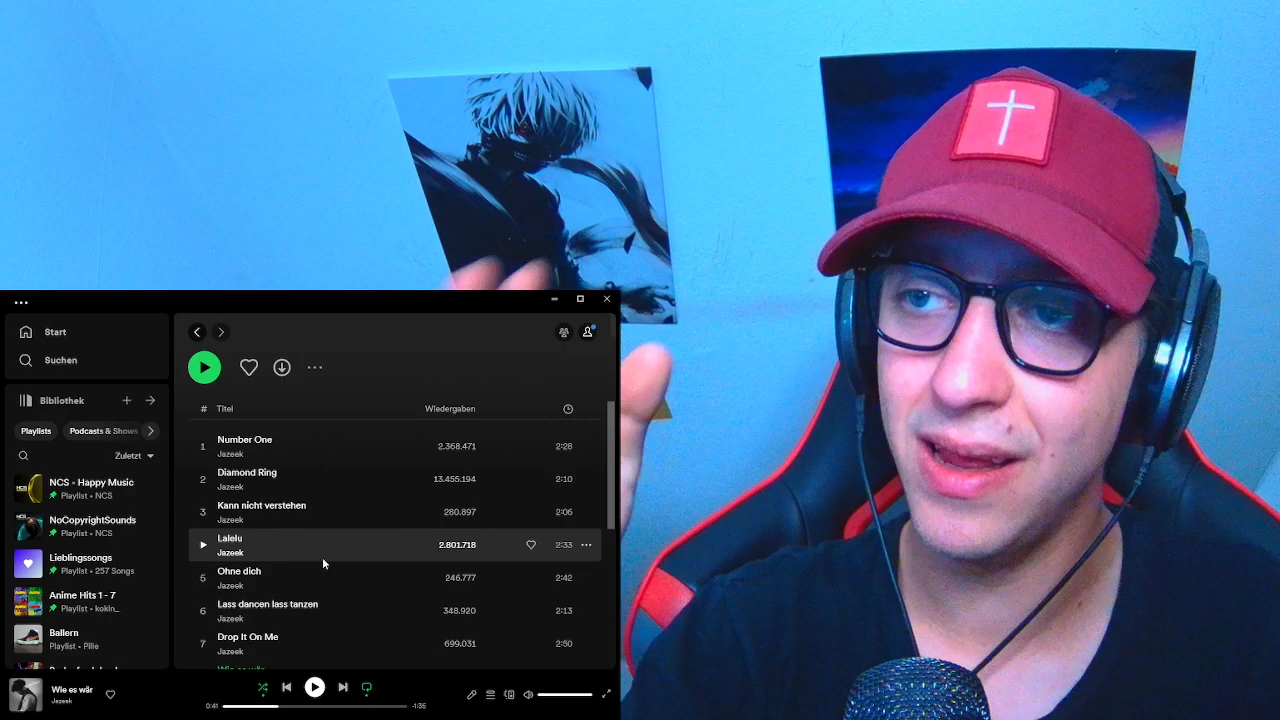 Start
Suchen
Bibliothek
Playlists
Podcasts & Shows
Zuletzt
NCS - Happy Music
Playlist • NCS
NoCopyrightSounds
Playlist • NCS
Lieblingssongs
Playlist • 257 Songs
Anime Hits 1 - 7
Playlist • kokin_
Ballern
Playlist • Pille
# Titel Wiedergaben
1 Number One 2.368.471 2:28
Jazeek
2 Diamond Ring 13.455.194 2:10
Jazeek
3 Kann nicht verstehen 280.897 2:06
Jazeek
Lalelu 2.801.718 2:33
Jazeek
5 Ohne dich 246.777 2:42
Jazeek
6 Lass dancen lass tanzen 348.920 2:13
Jazeek
7 Drop It On Me 699.031 2:50
Jazeek
Wie es wär
Wie es wär
Jazeek
0:41
-1:35